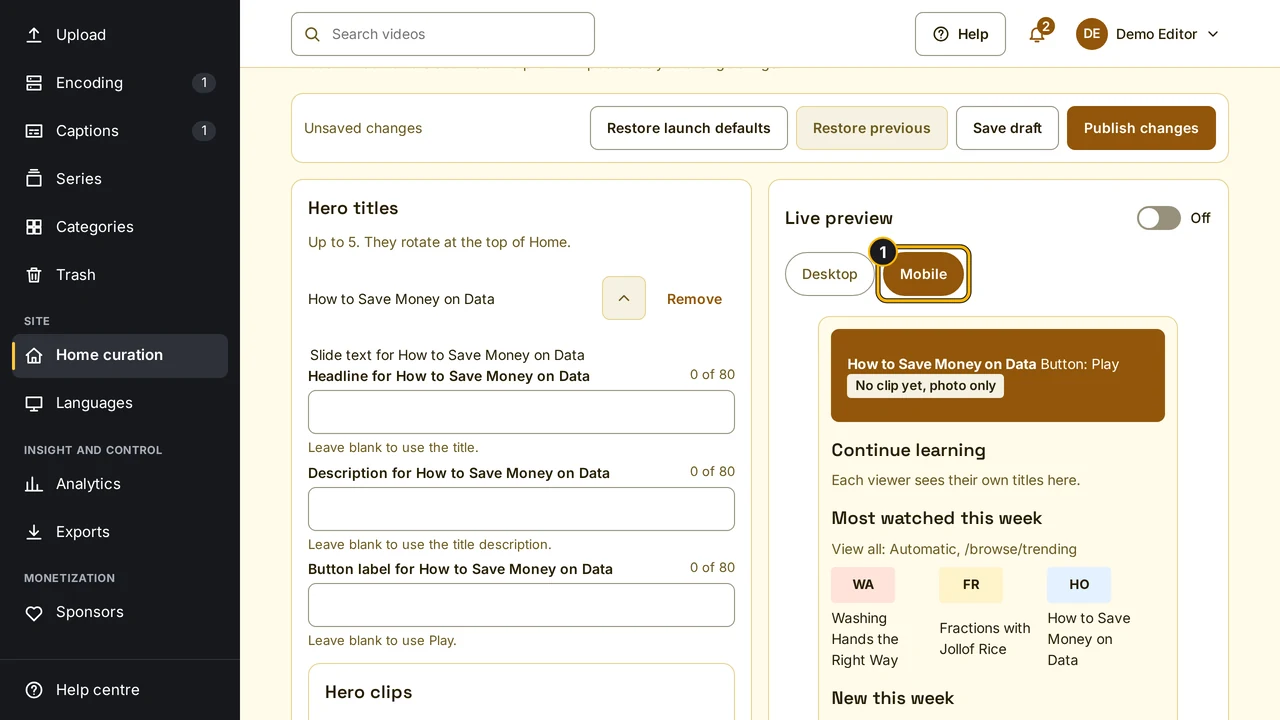 Upload
Encoding 1
Captions 1
Series
Categories
Trash
SITE
Home curation
Languages
INSIGHT AND CONTROL
Analytics
Exports
MONETIZATION
Sponsors
Help centre
Search videos
Help
2
DE Demo Editor
Unsaved changes
Restore launch defaults
Restore previous
Save draft
Publish changes
Hero titles
Up to 5. They rotate at the top of Home.
How to Save Money on Data
Remove
Slide text for How to Save Money on Data
Headline for How to Save Money on Data 0 of 80
Leave blank to use the title.
Description for How to Save Money on Data 0 of 80
Leave blank to use the title description.
Button label for How to Save Money on Data 0 of 80
Leave blank to use Play.
Hero clips
Live preview
Off
1
Desktop
Mobile
How to Save Money on Data Button: Play
No clip yet, photo only
Continue learning
Each viewer sees their own titles here.
Most watched this week
View all: Automatic, /browse/trending
WA
Washing
Hands the
Right Way
FR
Fractions with
Jollof Rice
HO
How to Save
Money on
Data
New this week